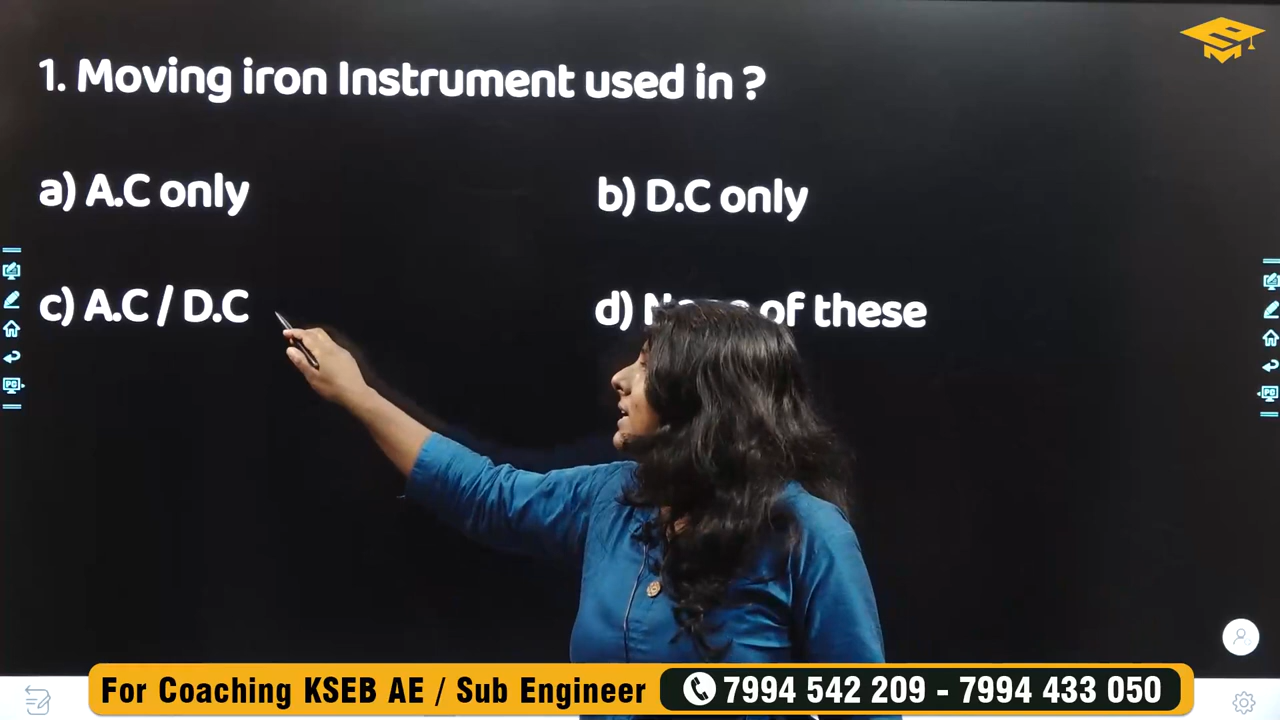 1. Moving iron Instrument used in ?
a) A.C only
b) D.C only
c) A.C / D.C
d) None of these
For Coaching KSEB AE / Sub Engineer
7994 542 209 - 7994 433 050